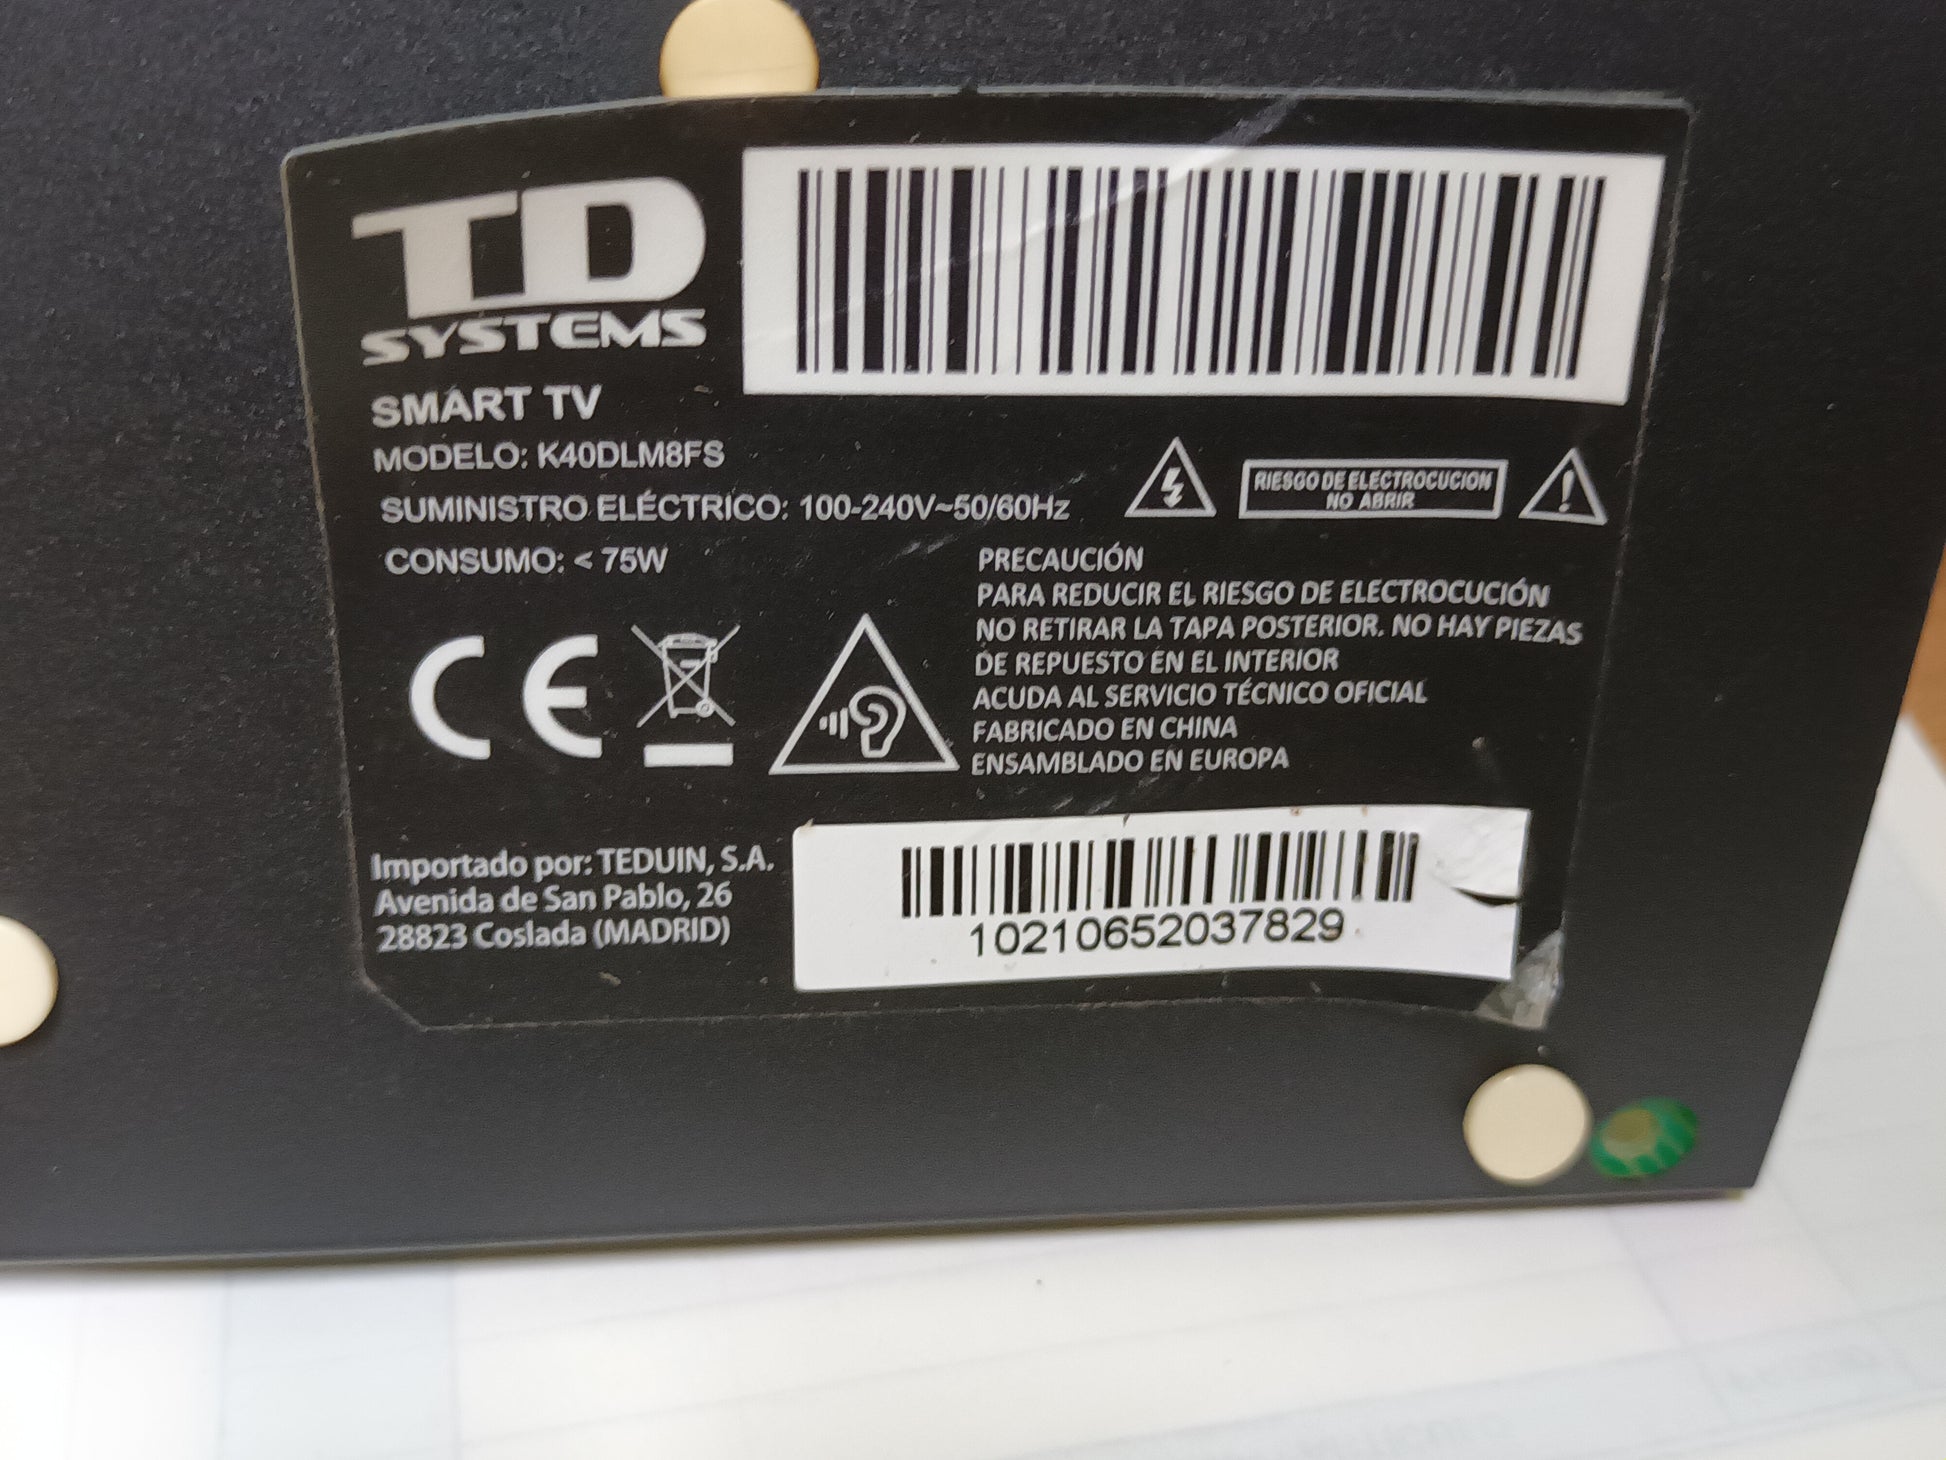 TD
SYSTEMS
SMART TV
MODELO: K40DLM8FS
SUMINISTRO ELÉCTRICO: 100-240V~50/60Hz
CONSUMO: < 75W
RIESGO DE ELECTROCUCION
NO ABRIR
PRECAUCIÓN
PARA REDUCIR EL RIESGO DE ELECTROCUCIÓN
NO RETIRAR LA TAPA POSTERIOR. NO HAY PIEZAS
DE REPUESTO EN EL INTERIOR
ACUDA AL SERVICIO TÉCNICO OFICIAL
FABRICADO EN CHINA
ENSAMBLADO EN EUROPA
CE
Importado por: TEDUIN, S.A.
Avenida de San Pablo, 26
28823 Coslada (MADRID)
10210652037829